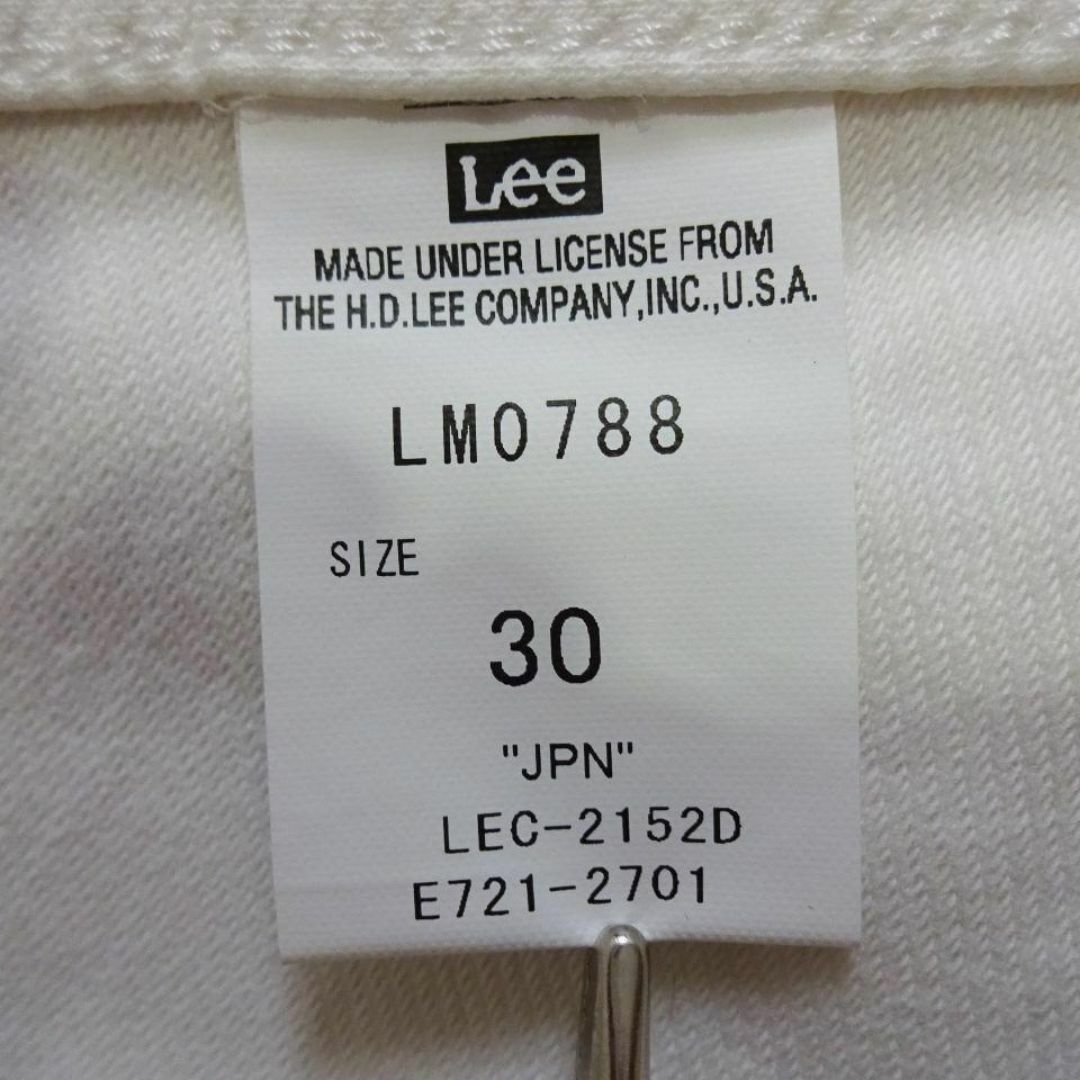 Lee
MADE UNDER LICENSE FROM
THE H.D.LEE COMPANY,INC.,U.S.A.
LM0788
SIZE
30
"JPN"
LEC-2152D
E721-2701